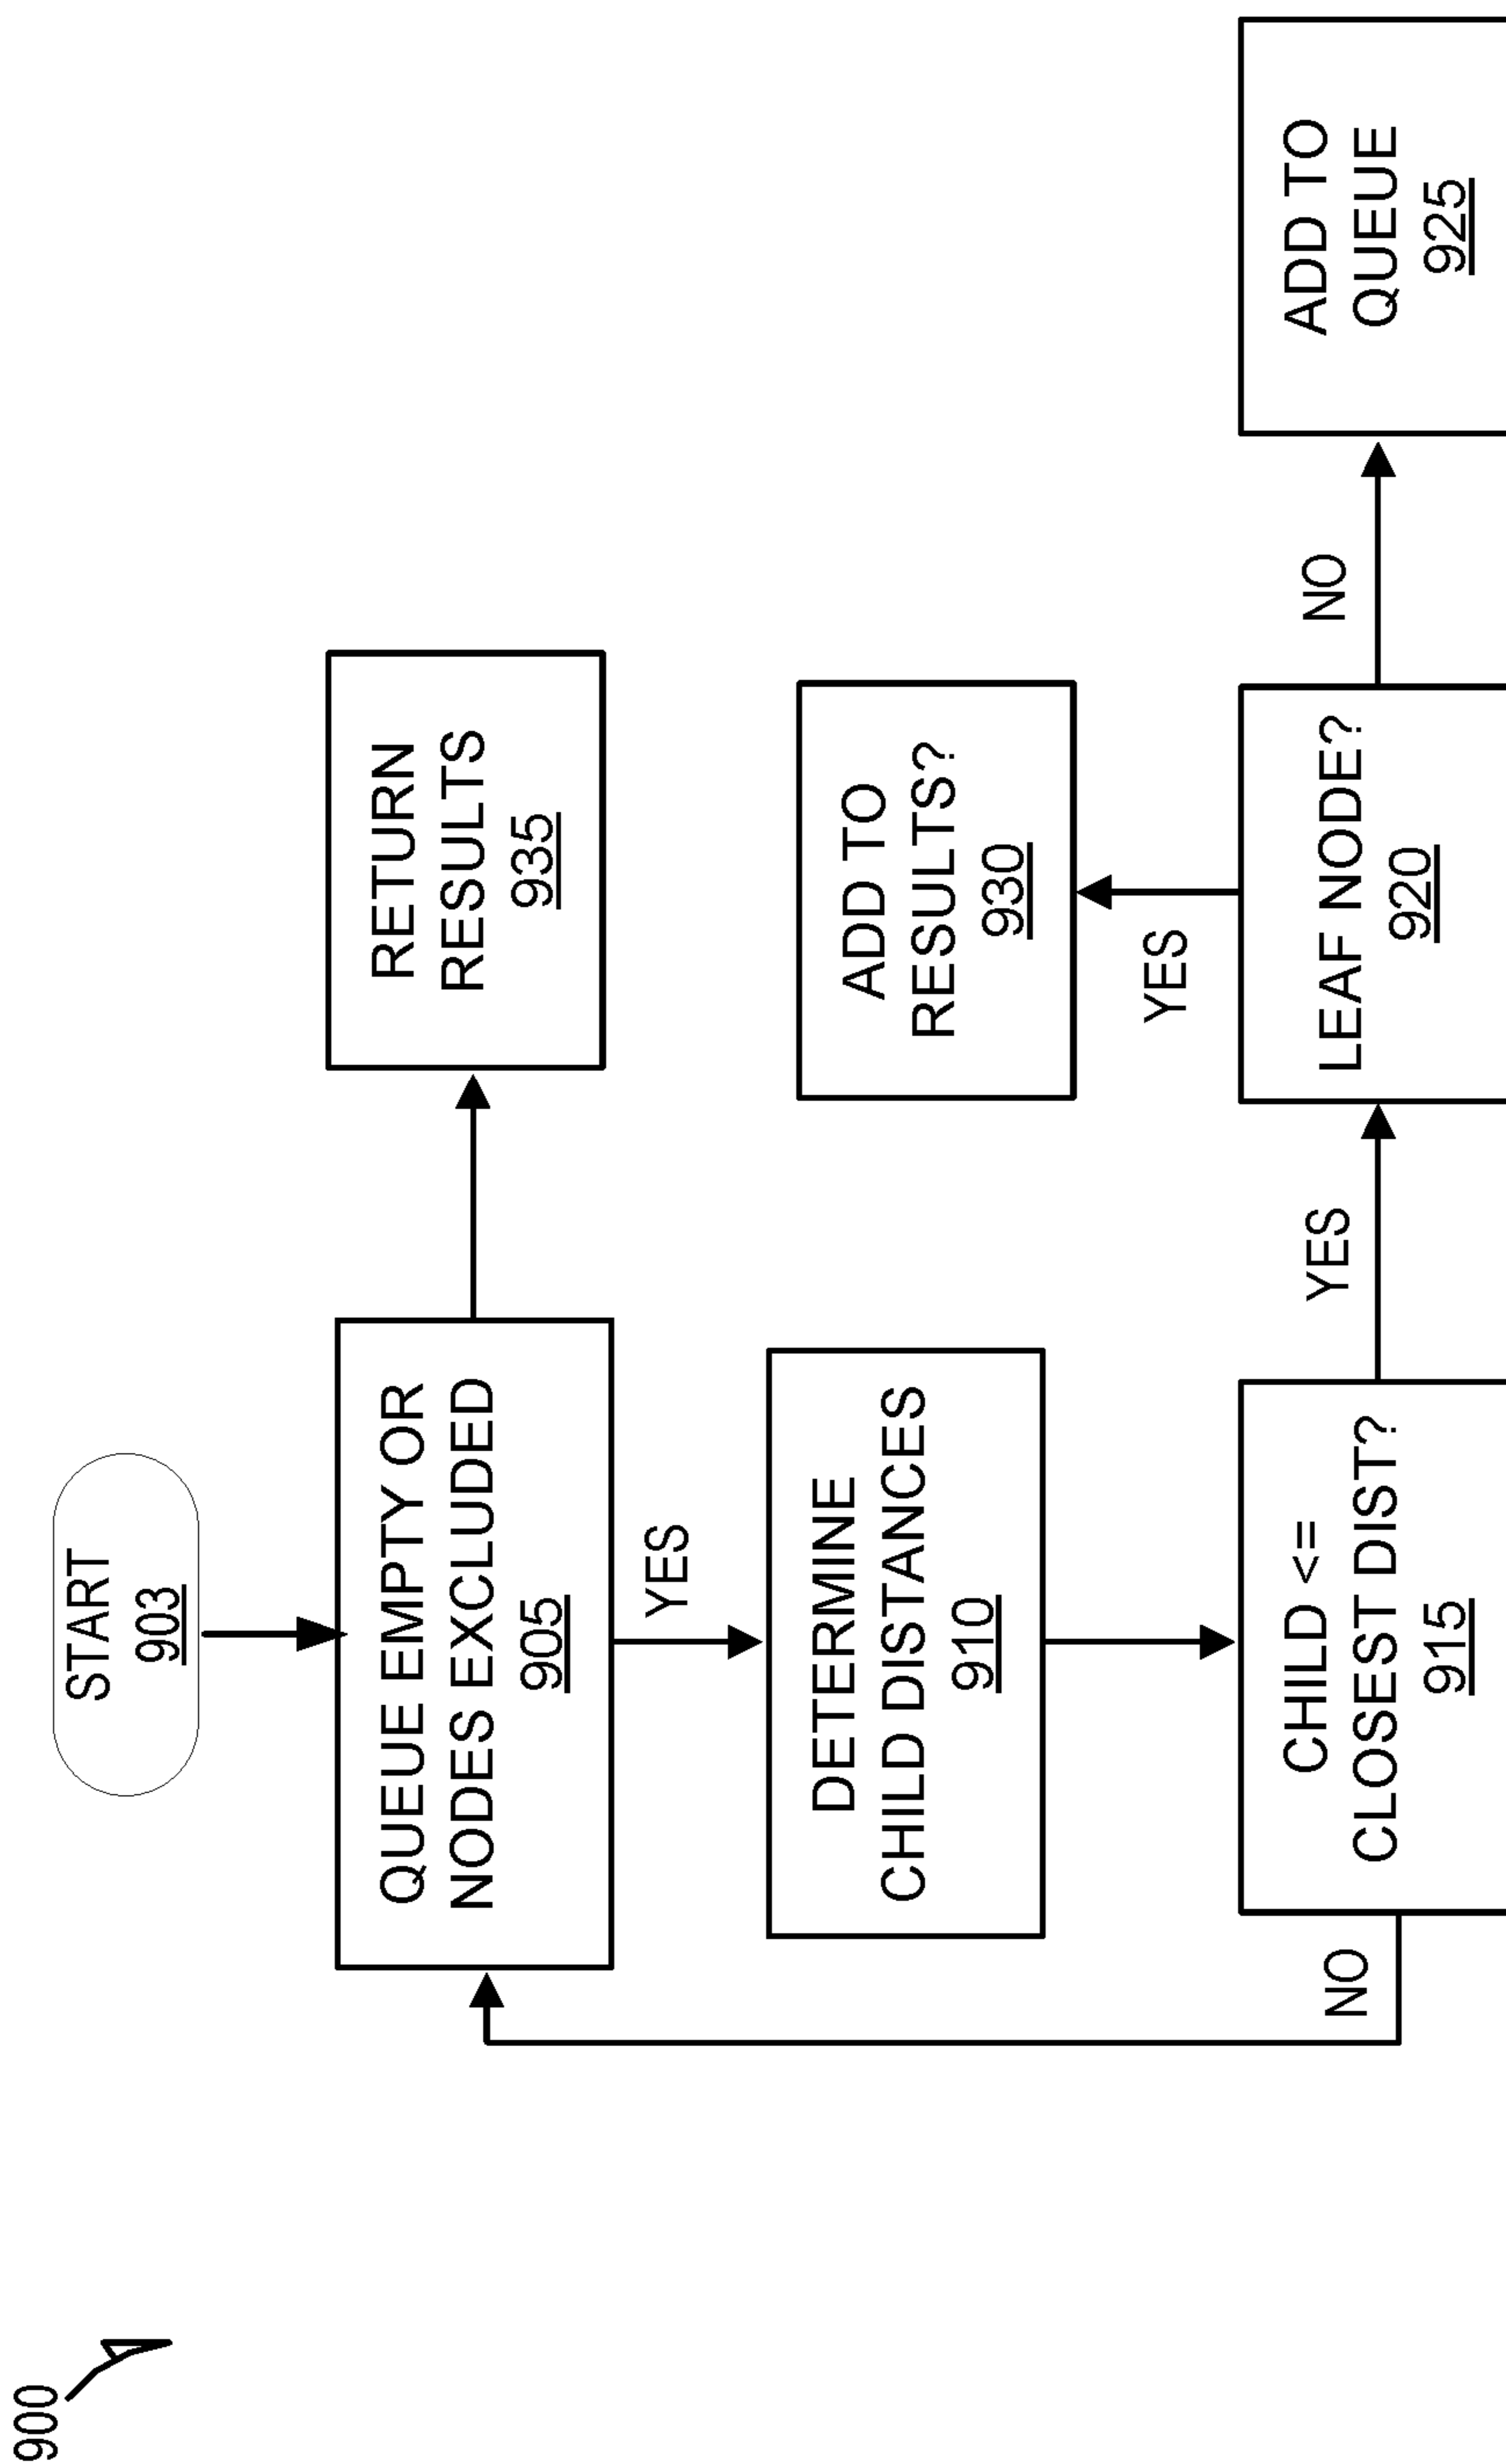 900
START
903
QUEUE EMPTY OR
NODES EXCLUDED
905
RETURN
RESULTS
935
YES
DETERMINE
CHILD DISTANCES
910
ADD TO
RESULTS?
930
YES
NO
CHILD <=
CLOSEST DIST?
915
YES
LEAF NODE?
920
NO
ADD TO
QUEUE
925